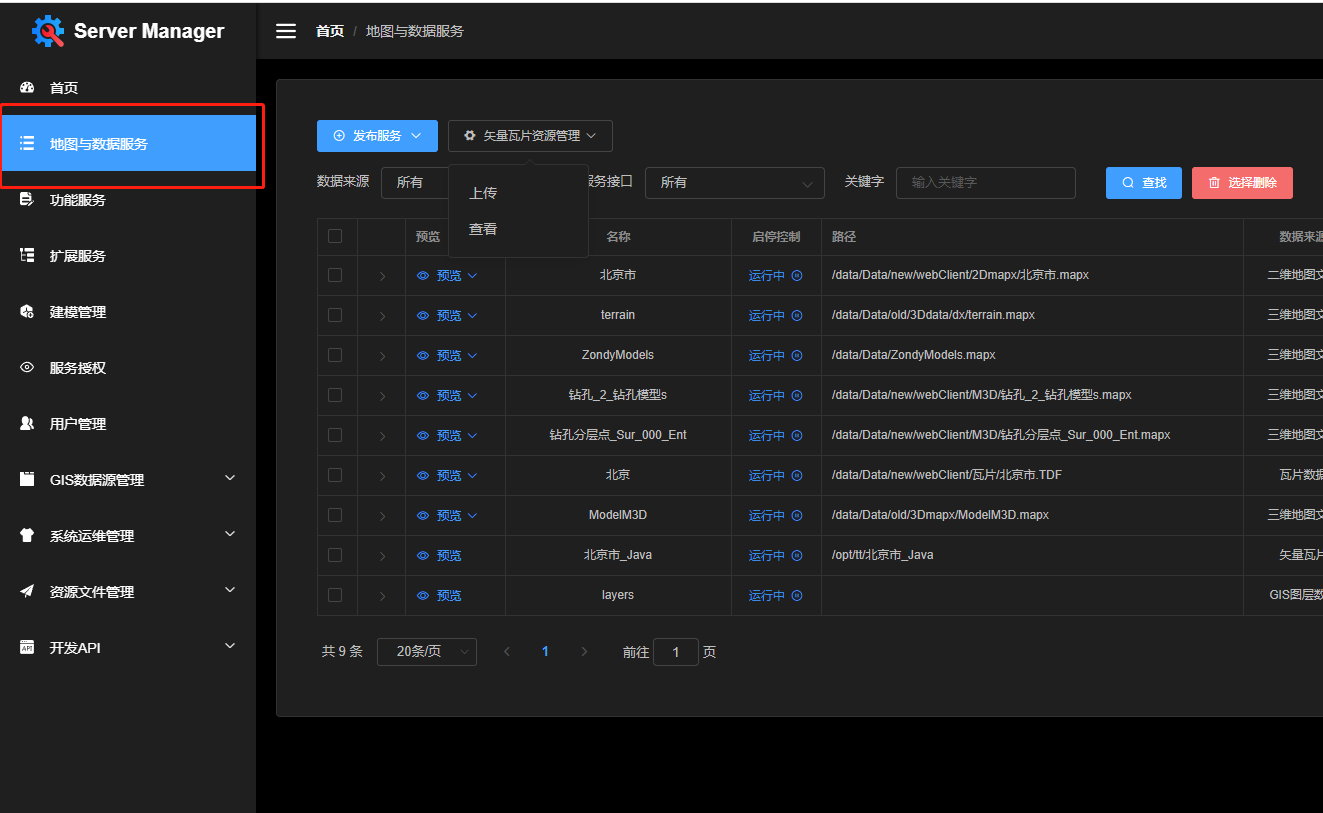 Server Manager
首页 / 地图与数据服务
首页
地图与数据服务
功能服务
扩展服务
建模管理
服务授权
用户管理
GIS数据源管理
系统运维管理
资源文件管理
开发API
发布服务 矢量瓦片资源管理
数据来源 所有 服务接口 所有 关键字 输入关键字 查找 选择删除
上传
查看
预览 名称 启停控制 路径 数据来源
预览 北京市 运行中 /data/Data/new/webClient/2Dmapx/北京市.mapx 二维地图文
预览 terrain 运行中 /data/Data/old/3Ddata/dx/terrain.mapx 三维地图文
预览 ZondyModels 运行中 /data/Data/ZondyModels.mapx 三维地图文
预览 钻孔_2_钻孔模型s 运行中 /data/Data/new/webClient/M3D/钻孔_2_钻孔模型s.mapx 三维地图文
预览 钻孔分层点_Sur_000_Ent 运行中 /data/Data/new/webClient/M3D/钻孔分层点_Sur_000_Ent.mapx 三维地图文
预览 北京 运行中 /data/Data/new/webClient/瓦片/北京市.TDF 瓦片数据
预览 ModelM3D 运行中 /data/Data/old/3Dmapx/ModelM3D.mapx 三维地图文
预览 北京市_Java 运行中 /opt/tt/北京市_Java 矢量瓦片
预览 layers 运行中 GIS图层数
共 9 条 20条/页 1 前往 1 页